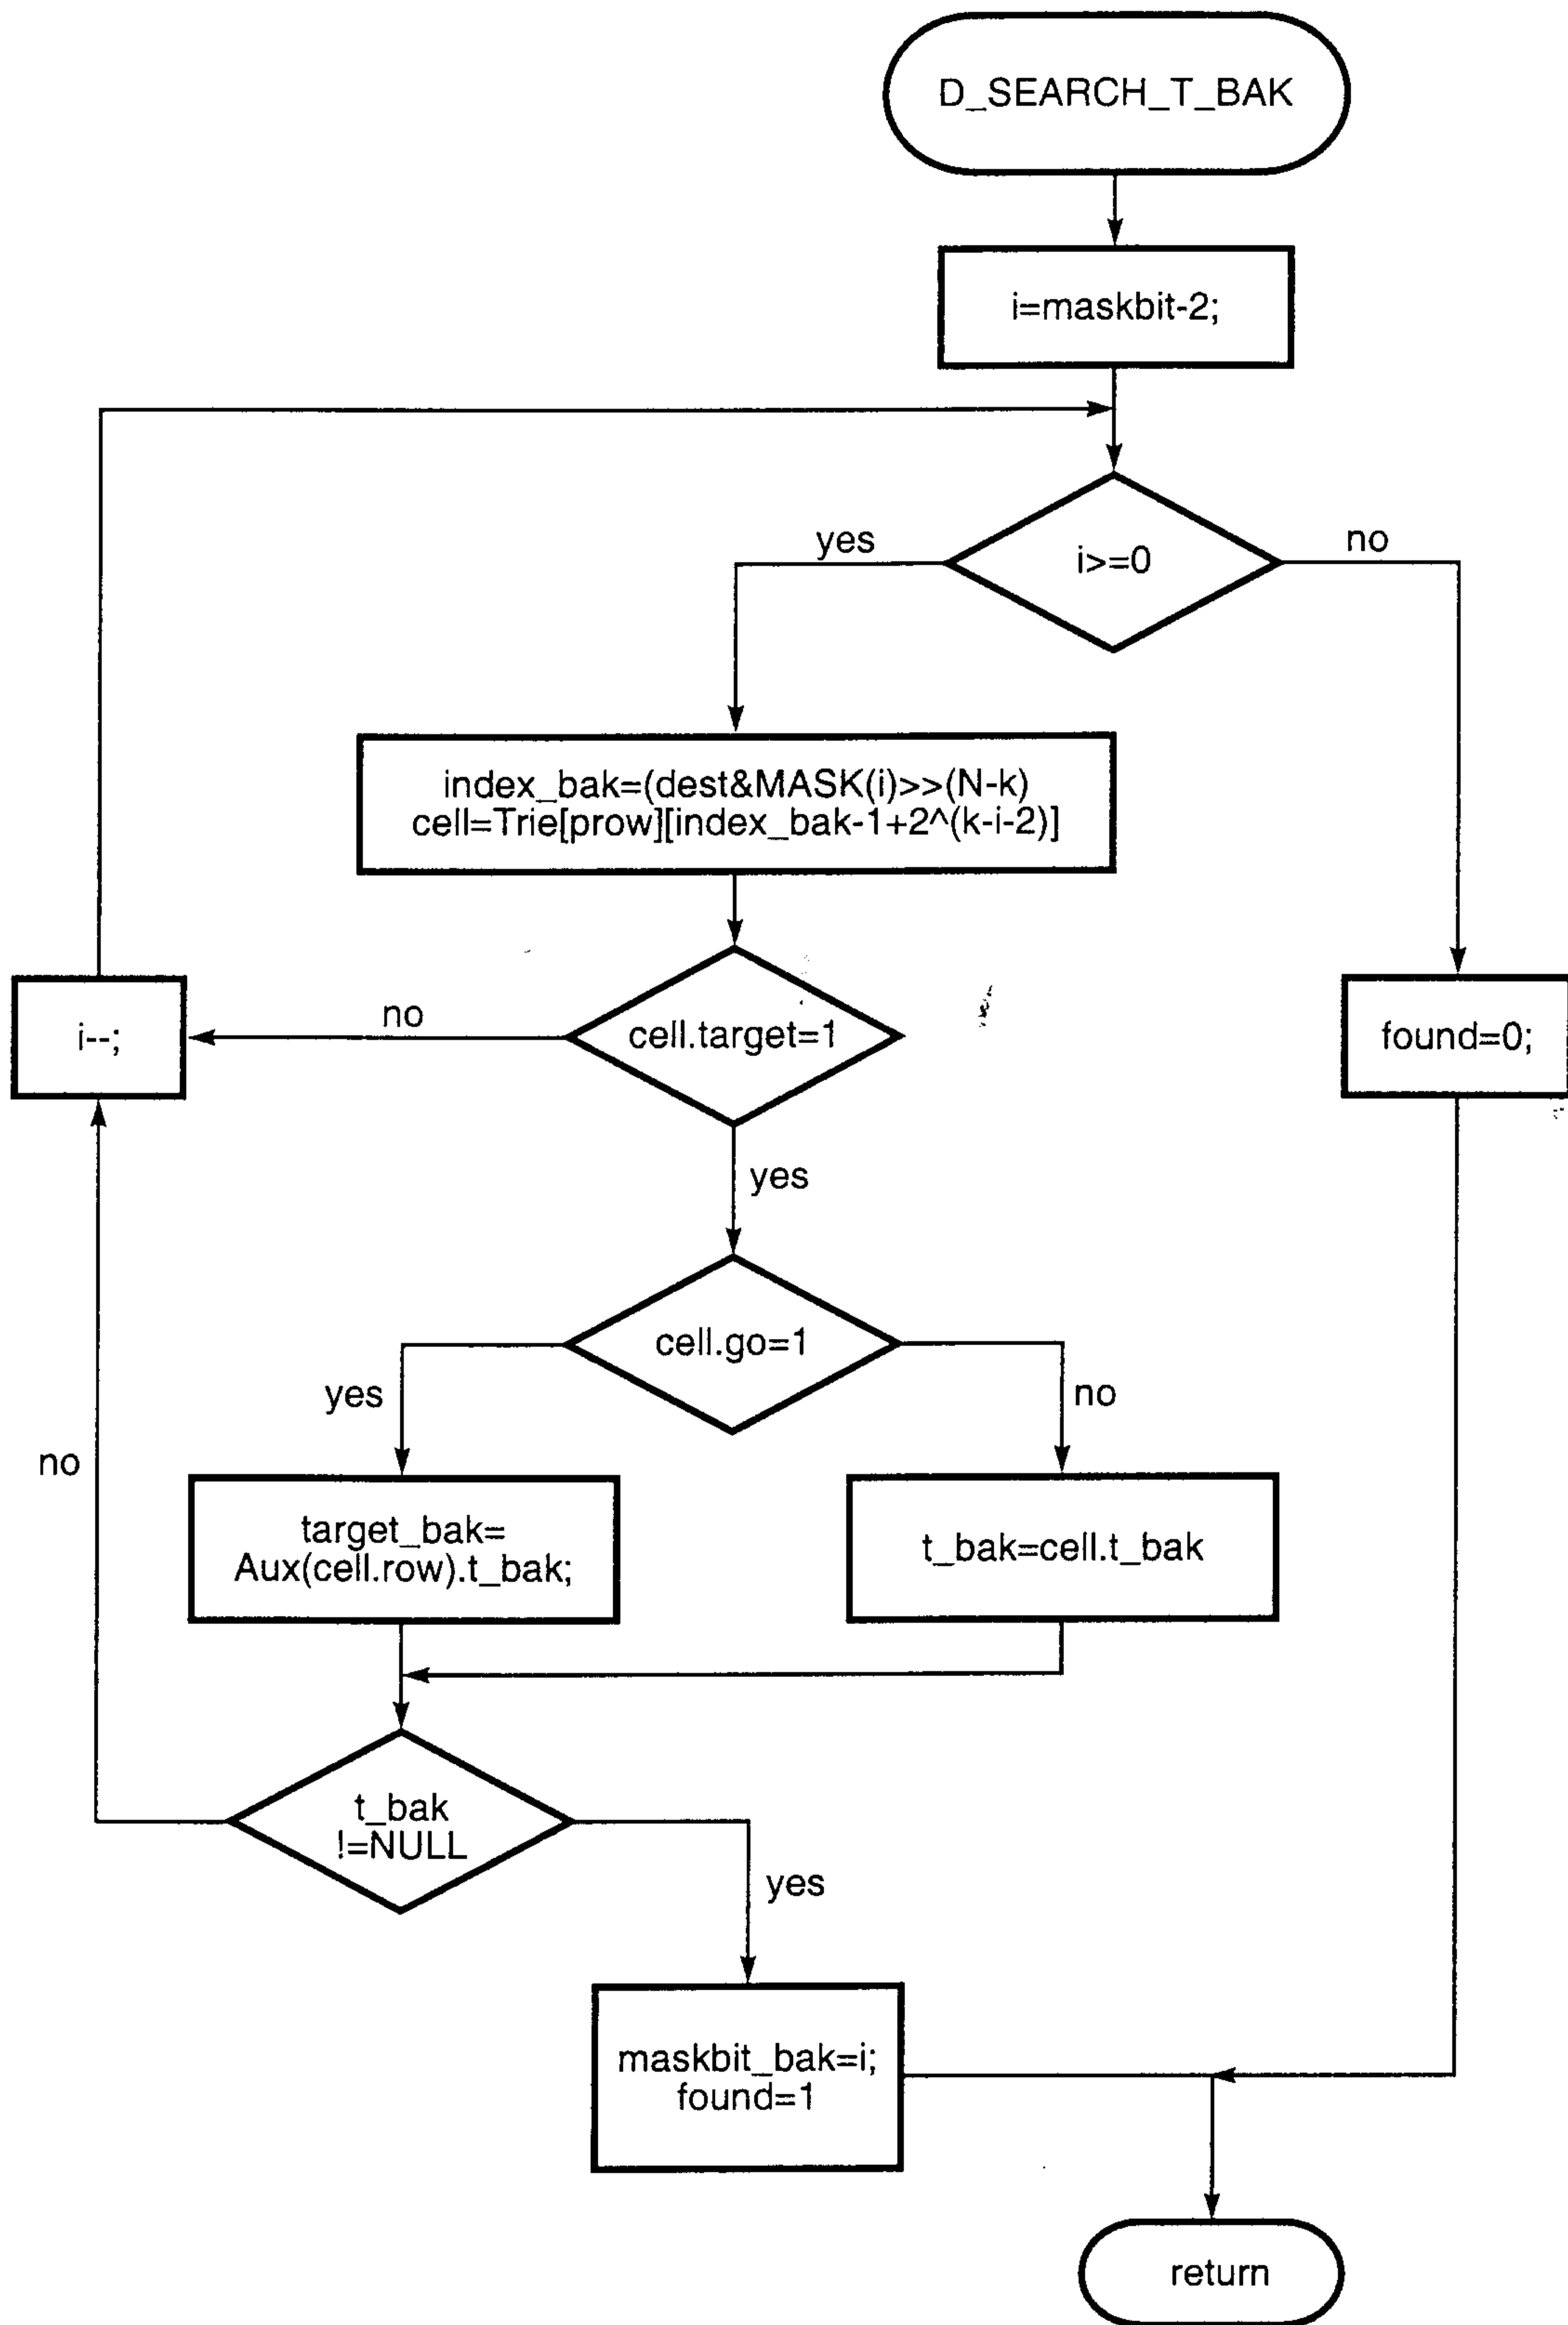 D_SEARCH_T_BAK
i=maskbit-2;
i>=0
yes
no
index_bak=(dest&MASK(i)>>(N-k)
cell=Trie[prow][index_bak-1+2^(k-i-2)]
i--;
no
cell.target=1
found=0;
yes
cell.go=1
yes
no
no
target_bak=
Aux(cell.row).t_bak;
t_bak=cell.t_bak
t_bak
!=NULL
yes
maskbit_bak=i;
found=1
return